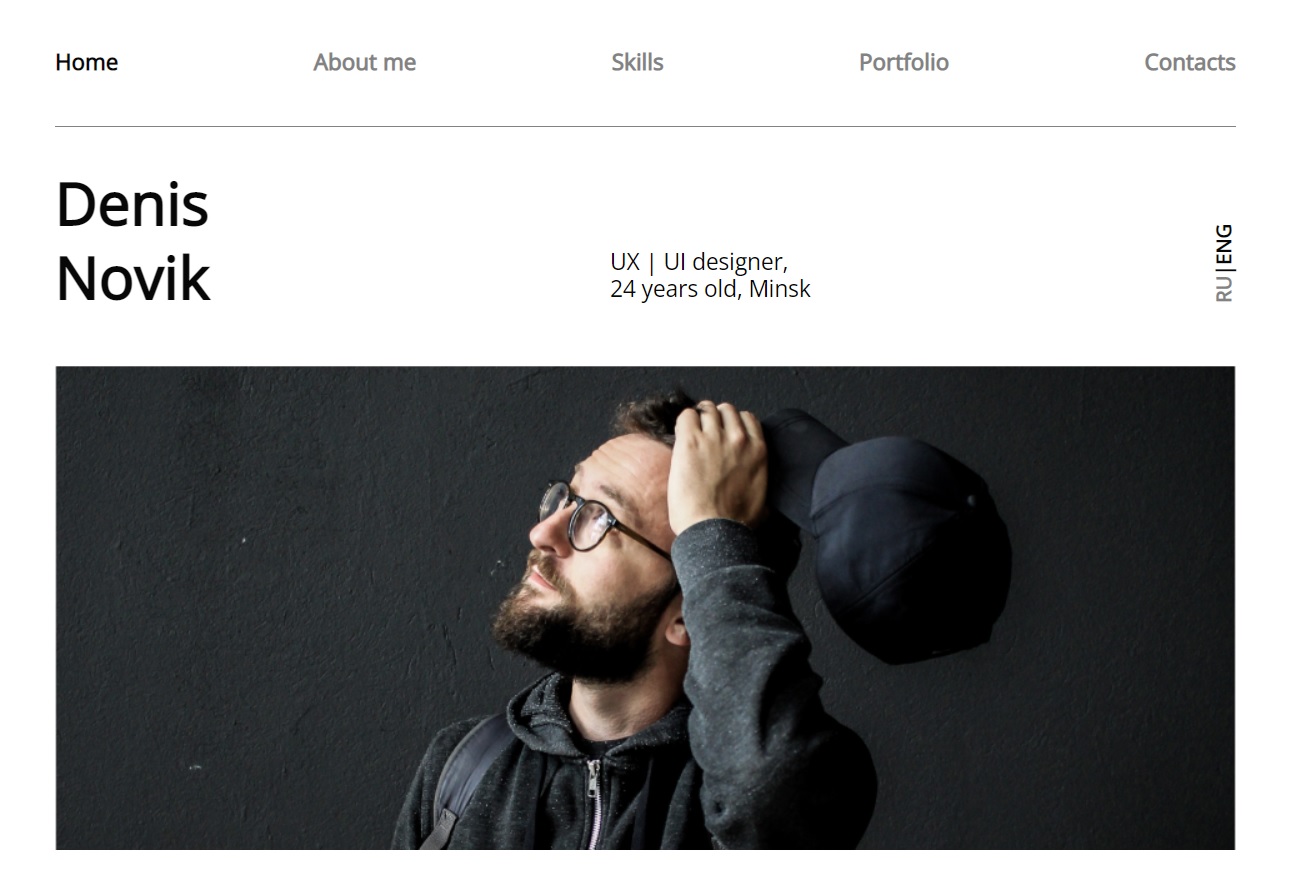 Home About me Skills Portfolio Contacts
Denis
Novik
UX | UI designer,
24 years old, Minsk
RU|ENG